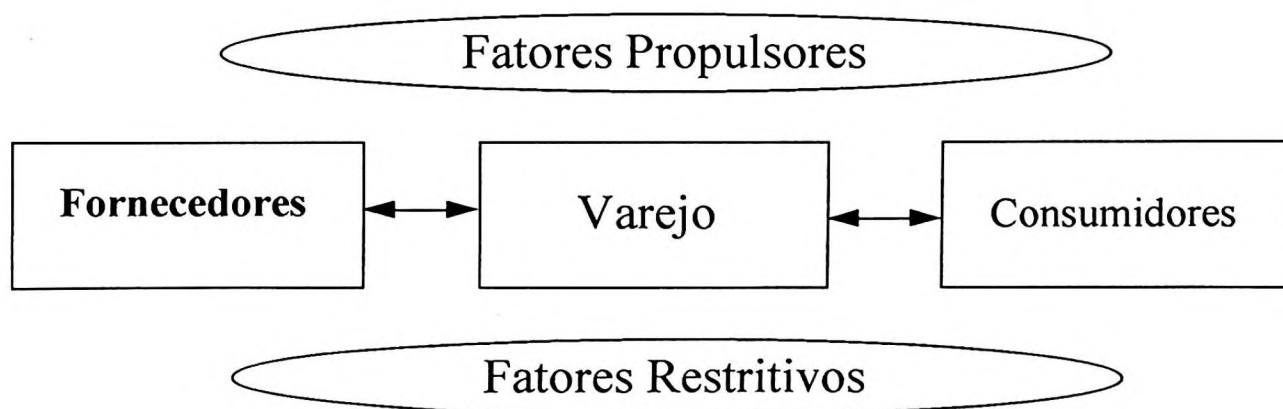 Fatores Propulsores
Fornecedores
Varejo
Consumidores
Fatores Restritivos